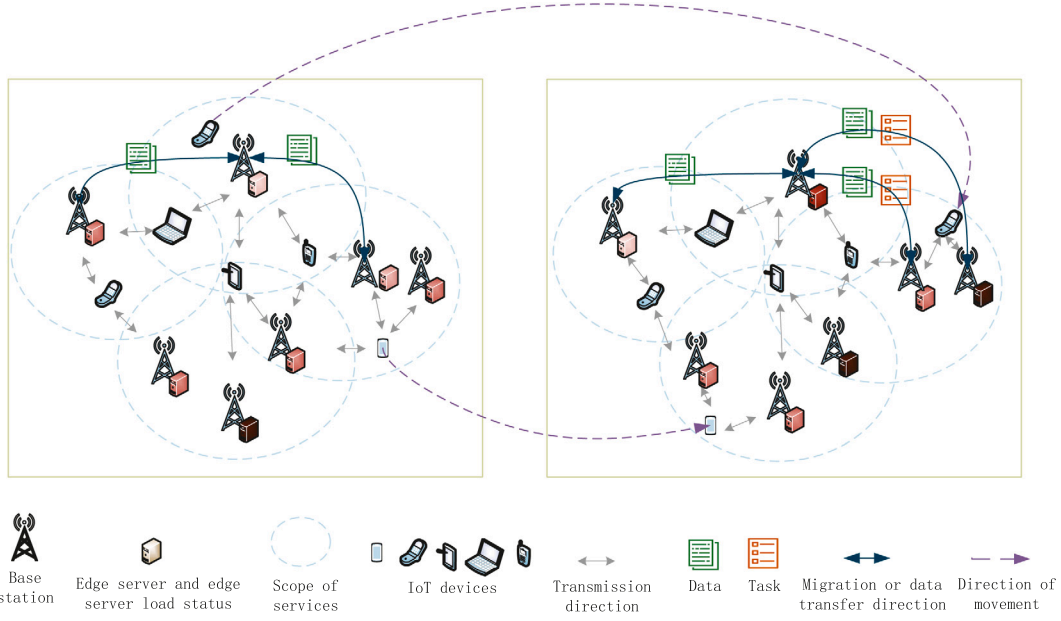 Base
station
Edge server and edge
server load status
Scope of
services
IoT devices
Transmission
direction
Data
Task
Migration or data
transfer direction
Direction of
movement